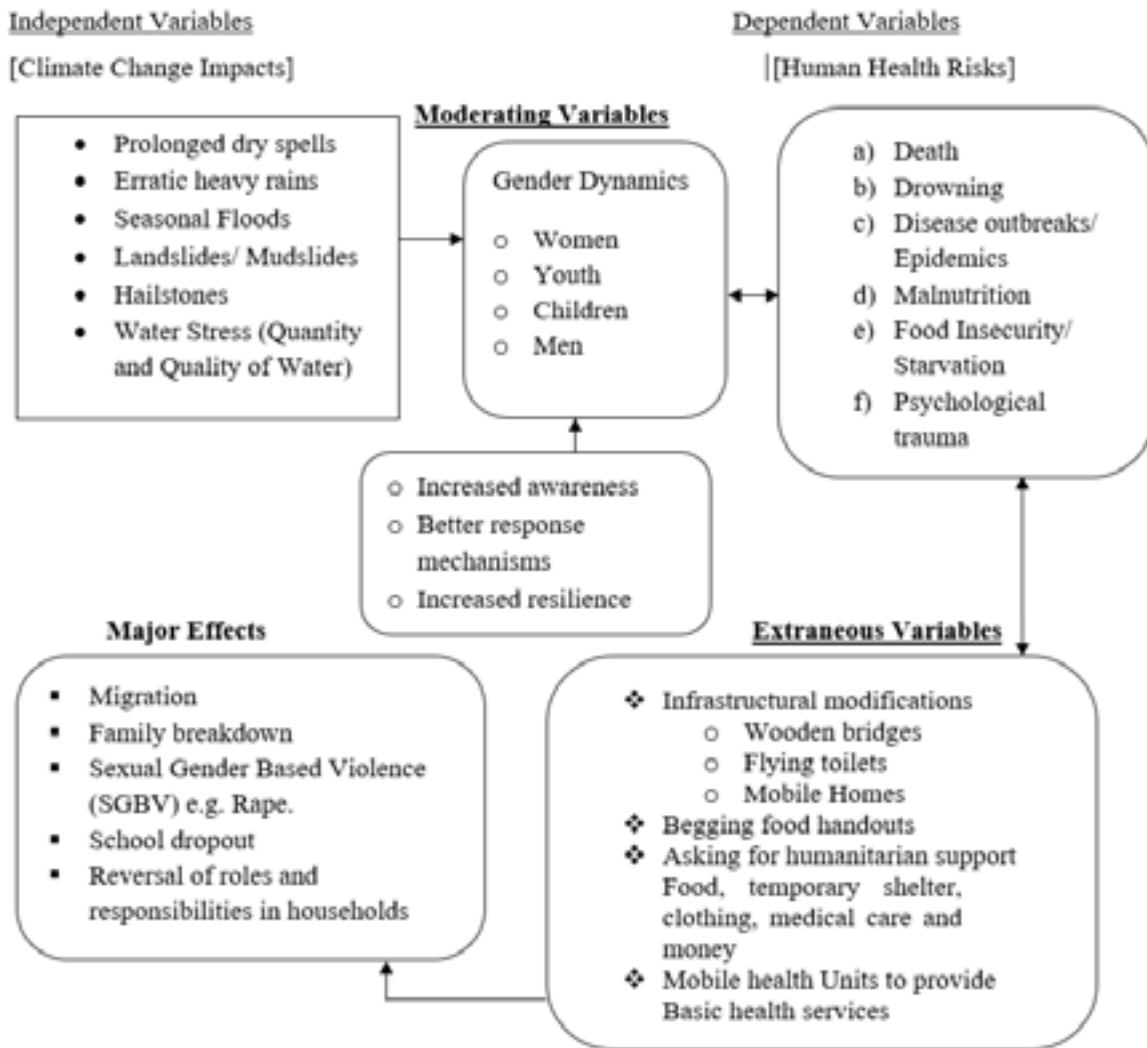 Independent Variables
[Climate Change Impacts]
Dependent Variables
[Human Health Risks]
Moderating Variables
• Prolonged dry spells
• Erratic heavy rains
• Seasonal Floods
• Landslides/ Mudslides
• Hailstones
• Water Stress (Quantity
and Quality of Water)
Gender Dynamics
o Women
o Youth
o Children
o Men
a) Death
b) Drowning
c) Disease outbreaks/
Epidemics
d) Malnutrition
e) Food Insecurity/
Starvation
f) Psychological
trauma
o Increased awareness
o Better response
mechanisms
o Increased resilience
Major Effects
▪ Migration
▪ Family breakdown
▪ Sexual Gender Based Violence
(SGBV) e.g. Rape.
▪ School dropout
▪ Reversal of roles and
responsibilities in households
Extraneous Variables
❖ Infrastructural modifications
o Wooden bridges
o Flying toilets
o Mobile Homes
❖ Begging food handouts
❖ Asking for humanitarian support
Food, temporary shelter,
clothing, medical care and
money
❖ Mobile health Units to provide
Basic health services